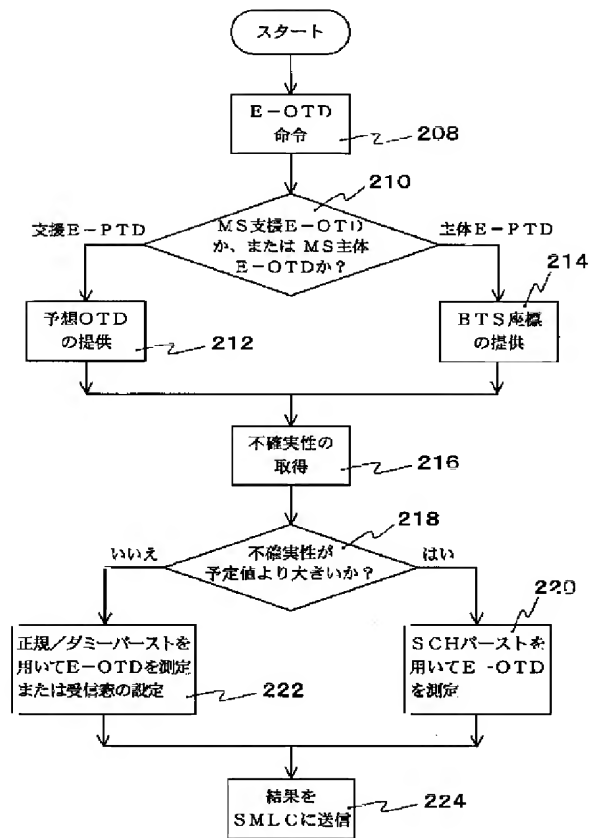 スタート
E-OTD
命令
208
210
MS支援E-OTD
か、または MS主体
E-OTDか?
支援E-PTD
主体E-PTD
予想OTD
の提供
212
214
BTS座標
の提供
不確実性の
取得
216
218
不確実性が
予定値より大きいか?
いいえ
はい
正規/ダミーバーストを
用いてE-OTDを測定
または受信窓の設定
222
220
SCHバーストを
用いてE-OTD
を測定
結果を
SMLCに送信
224